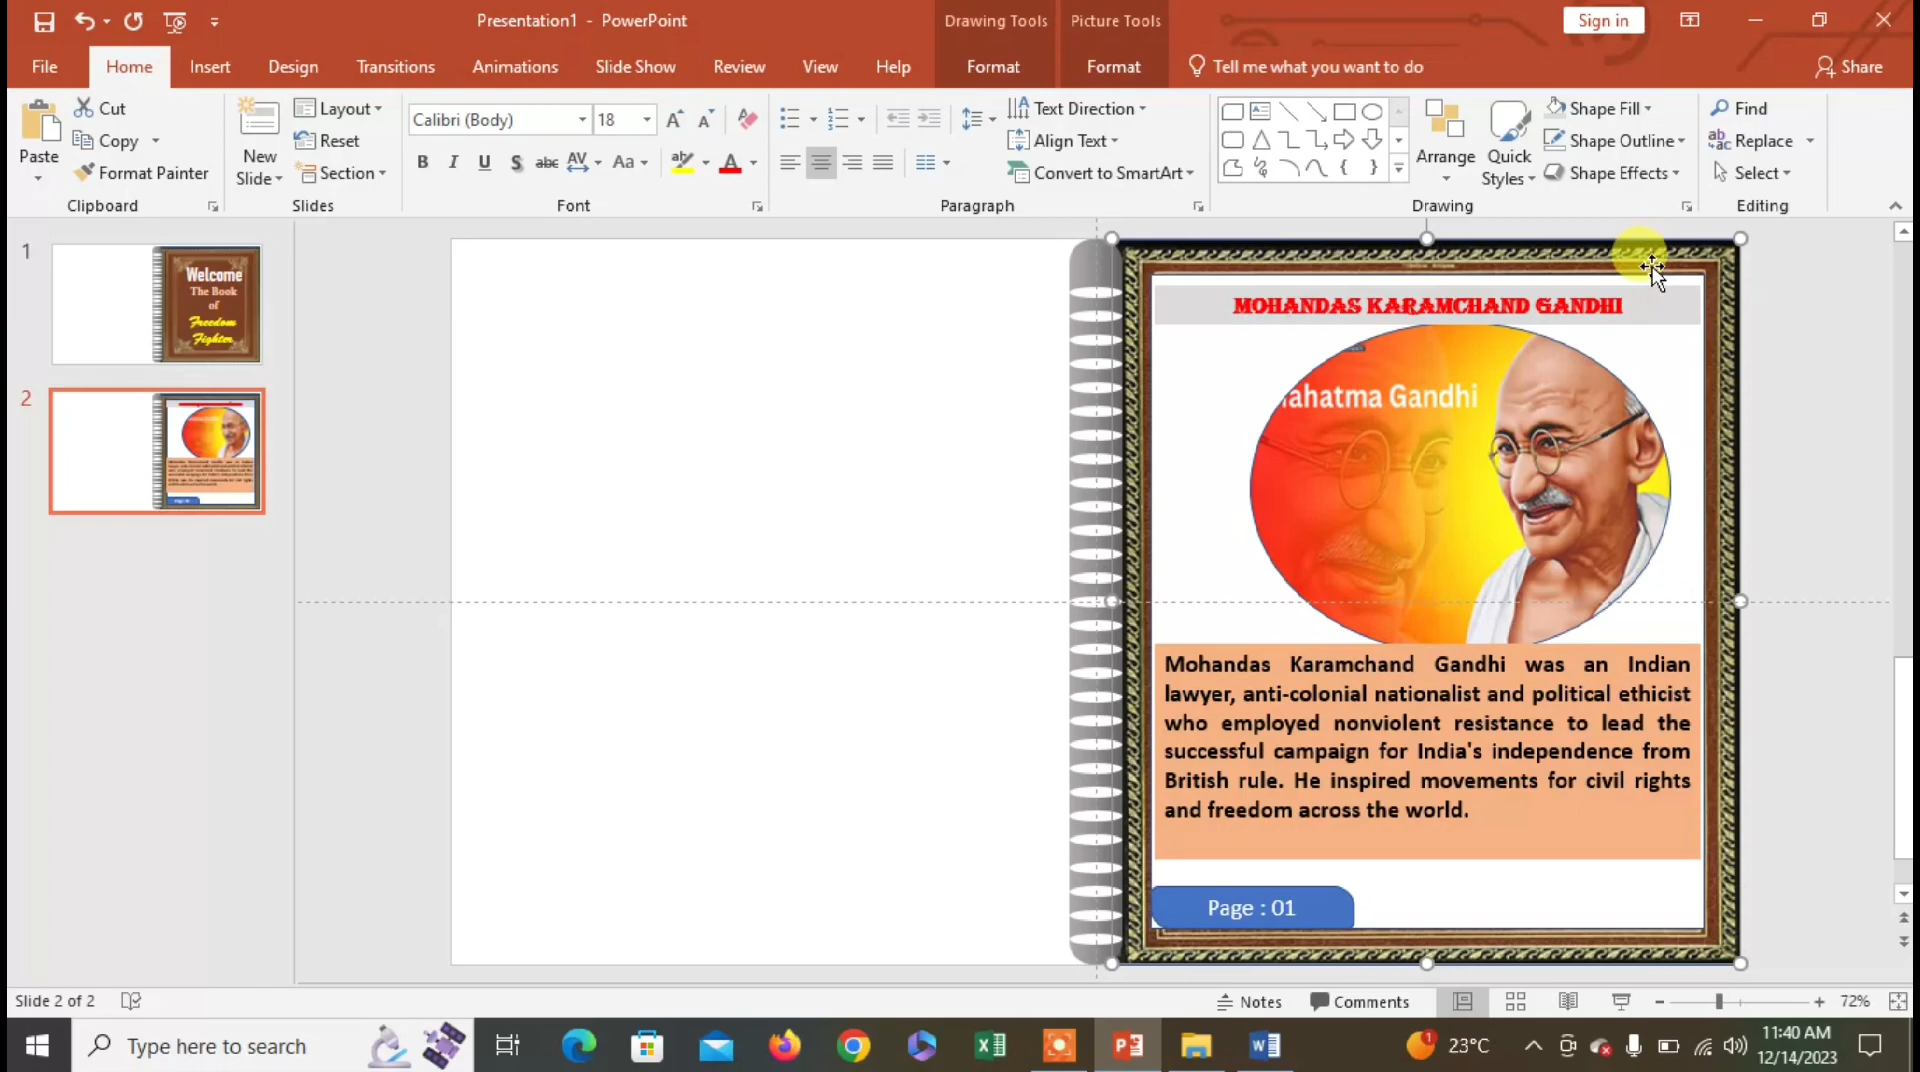 Presentation1 - PowerPoint
Drawing Tools
Picture Tools
Sign in
File
Home
Insert
Design
Transitions
Animations
Slide Show
Review
View
Help
Format
Format
Tell me what you want to do
Share
Paste
Cut
Copy
Format Painter
Clipboard
New
Slide
Layout
Reset
Section
Slides
Calibri (Body)
18
B I U S abc AV Aa
Font
Text Direction
Align Text
Convert to SmartArt
Paragraph
Arrange
Quick
Styles
Shape Fill
Shape Outline
Shape Effects
Drawing
Find
Replace
Select
Editing
1
Welcome
The Book
of
Freedom
Fighter
2
MOHANDAS KARAMCHAND GANDHI
ahatma Gandhi
Mohandas Karamchand Gandhi was an Indian
lawyer, anti-colonial nationalist and political ethicist
who employed nonviolent resistance to lead the
successful campaign for India's independence from
British rule. He inspired movements for civil rights
and freedom across the world.
Page : 01
Slide 2 of 2
Notes
Comments
72%
Type here to search
23°C
11:40 AM
12/14/2023